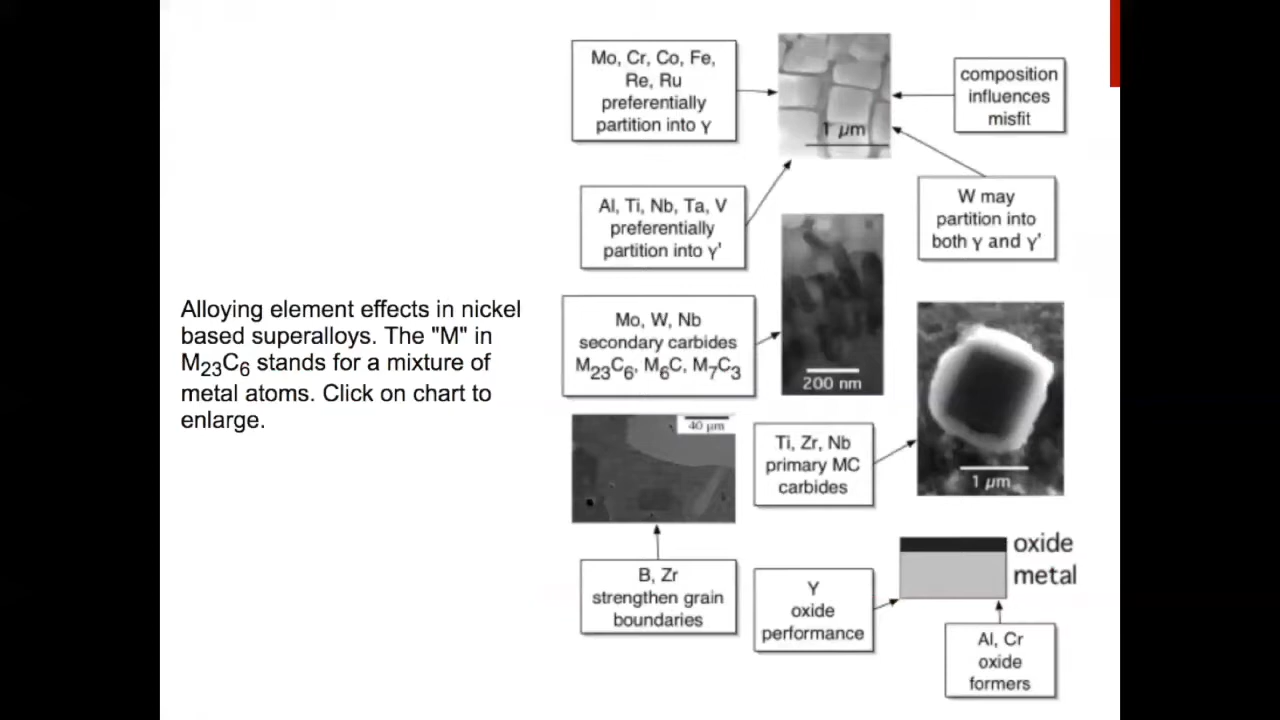 Alloying element effects in nickel
based superalloys. The "M" in
M23C6 stands for a mixture of
metal atoms. Click on chart to
enlarge.
Mo, Cr, Co, Fe,
Re, Ru
preferentially
partition into γ
1 μm
composition
influences
misfit
Al, Ti, Nb, Ta, V
preferentially
partition into γ'
W may
partition into
both γ and γ'
Mo, W, Nb
secondary carbides
M23C6, M6C, M7C3
200 nm
40 μm
Ti, Zr, Nb
primary MC
carbides
1 μm
B, Zr
strengthen grain
boundaries
Y
oxide
performance
oxide
metal
Al, Cr
oxide
formers